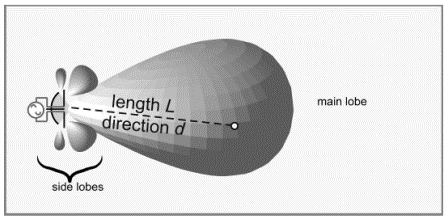 length L
direction d
main lobe
side lobes